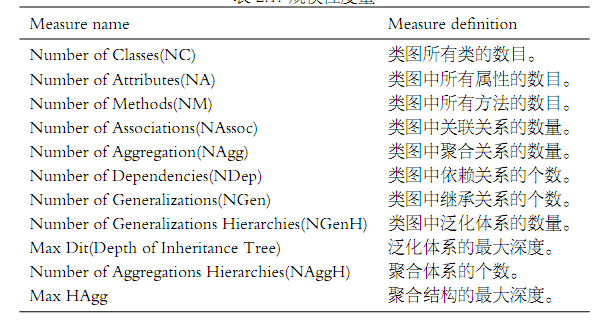 表 2.1: 规模性度量
Measure name Measure definition
Number of Classes(NC) 类图所有类的数目。
Number of Attributes(NA) 类图中所有属性的数目。
Number of Methods(NM) 类图中所有方法的数目。
Number of Associations(NAssoc) 类图中关联关系的数量。
Number of Aggregation(NAgg) 类图中聚合关系的数量。
Number of Dependencies(NDep) 类图中依赖关系的个数。
Number of Generalizations(NGen) 类图中继承关系的个数。
Number of Generalizations Hierarchies(NGenH) 类图中泛化体系的数量。
Max Dit(Depth of Inheritance Tree) 泛化体系的最大深度。
Number of Aggregations Hierarchies(NAggH) 聚合体系的个数。
Max HAgg 聚合结构的最大深度。